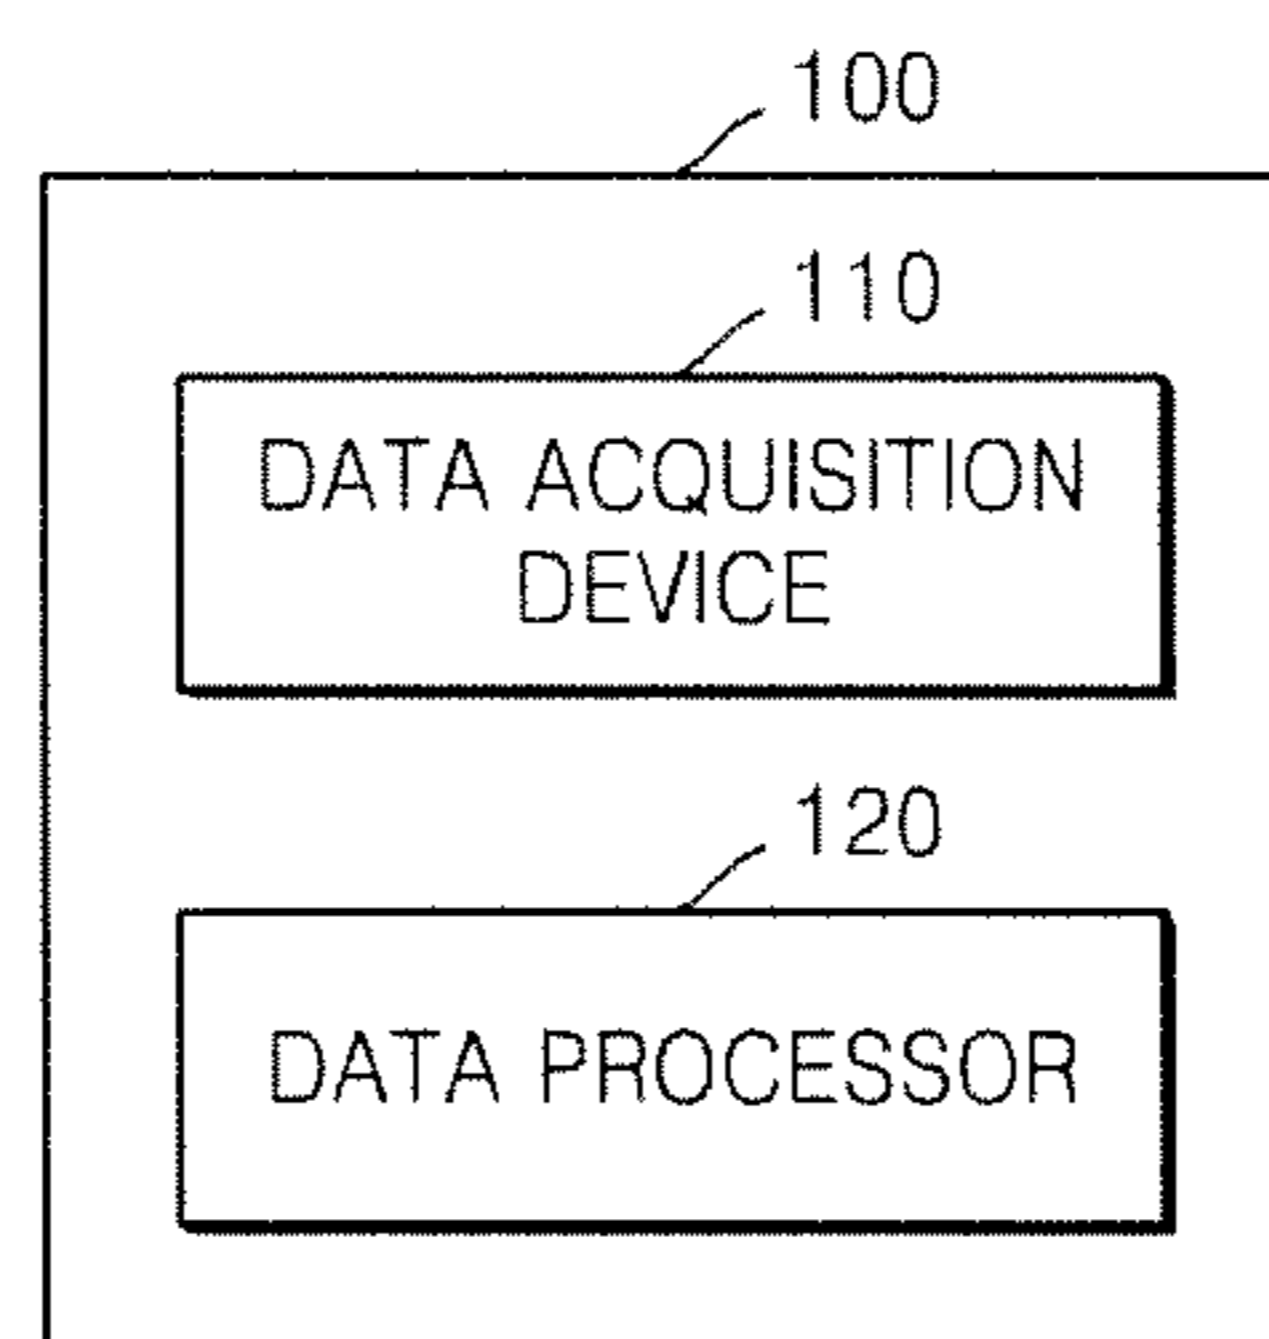 100
110
DATA ACQUISITION
DEVICE
120
DATA PROCESSOR